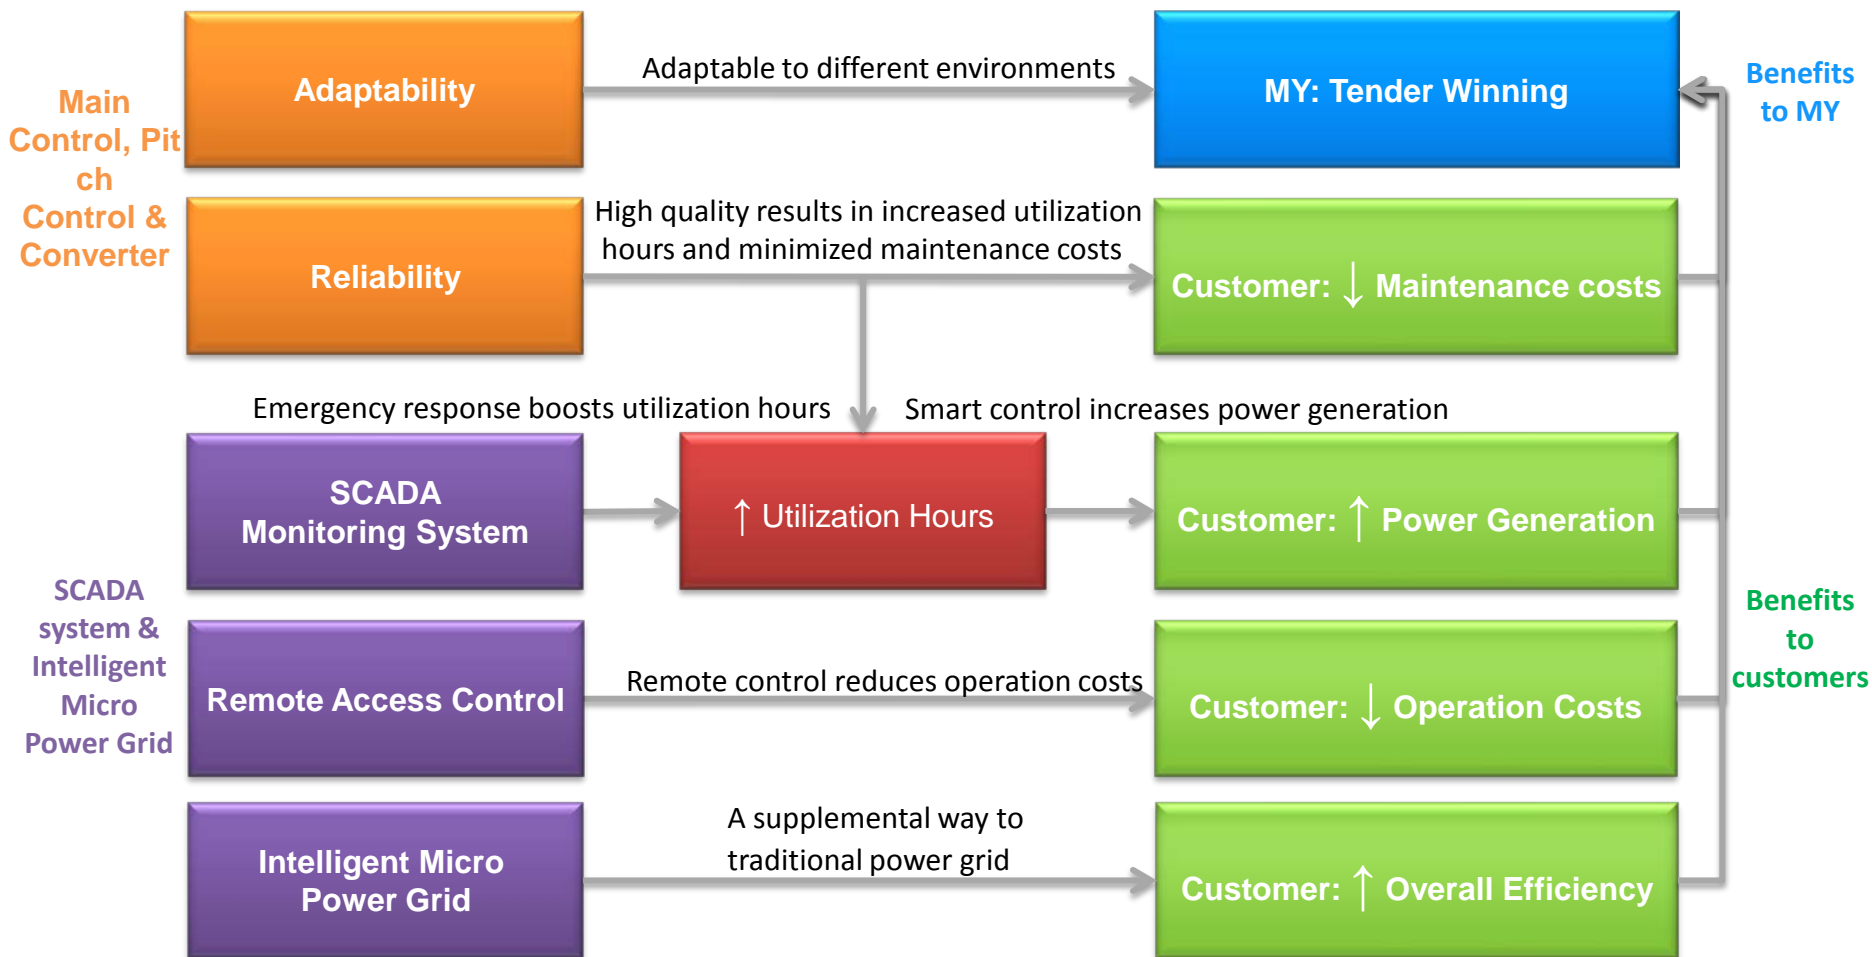 Main
Control, Pit
ch
Control &
Converter
Adaptability
Adaptable to different environments
MY: Tender Winning
Benefits
to MY
Reliability
High quality results in increased utilization
hours and minimized maintenance costs
Customer: ↓ Maintenance costs
Emergency response boosts utilization hours
Smart control increases power generation
SCADA
system &
Intelligent
Micro
Power Grid
SCADA
Monitoring System
↑ Utilization Hours
Customer: ↑ Power Generation
Benefits
to
customers
Remote Access Control
Remote control reduces operation costs
Customer: ↓ Operation Costs
Intelligent Micro
Power Grid
A supplemental way to
traditional power grid
Customer: ↑ Overall Efficiency